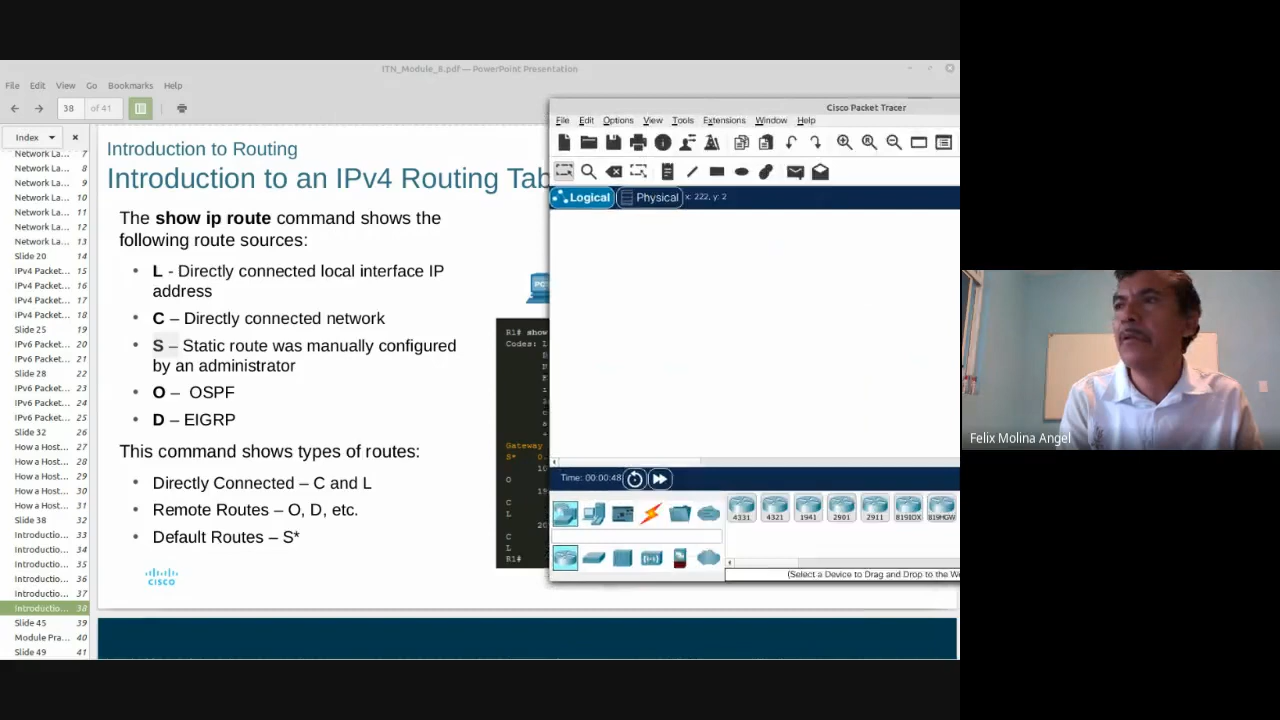 ITN_Module_8.pdf — PowerPoint Presentation
File Edit View Go Bookmarks Help
38 of 41
Index
Network La... 7
Network La... 8
Network La... 9
Network La... 10
Network La... 11
Network La... 12
Network La... 13
Slide 20 14
IPv4 Packet... 15
IPv4 Packet... 16
IPv4 Packet... 17
IPv4 Packet... 18
Slide 25 19
IPv6 Packet... 20
IPv6 Packet... 21
Slide 28 22
IPv6 Packet... 23
IPv6 Packet... 24
IPv6 Packet... 25
Slide 32 26
How a Host... 27
How a Host... 28
How a Host... 29
How a Host... 30
How a Host... 31
Slide 38 32
Introductio... 33
Introductio... 34
Introductio... 35
Introductio... 36
Introductio... 37
Introductio... 38
Slide 45 39
Module Pra... 40
Slide 49 41
Introduction to Routing
Introduction to an IPv4 Routing Tab
The show ip route command shows the
following route sources:
• L - Directly connected local interface IP
address
• C – Directly connected network
• S – Static route was manually configured
by an administrator
• O – OSPF
• D – EIGRP
This command shows types of routes:
• Directly Connected – C and L
• Remote Routes – O, D, etc.
• Default Routes – S*
CISCO
PC
R1# show
Codes: L
Gateway
S* 0.
10
O
19
C
L
20
C
L
R1#
Cisco Packet Tracer
File Edit Options View Tools Extensions Window Help
Logical Physical x: 222, y: 2
Time: 00:00:48
4331 4321 1941 2901 2911 819IOX 819HGW
(Select a Device to Drag and Drop to the Wo
Felix Molina Angel